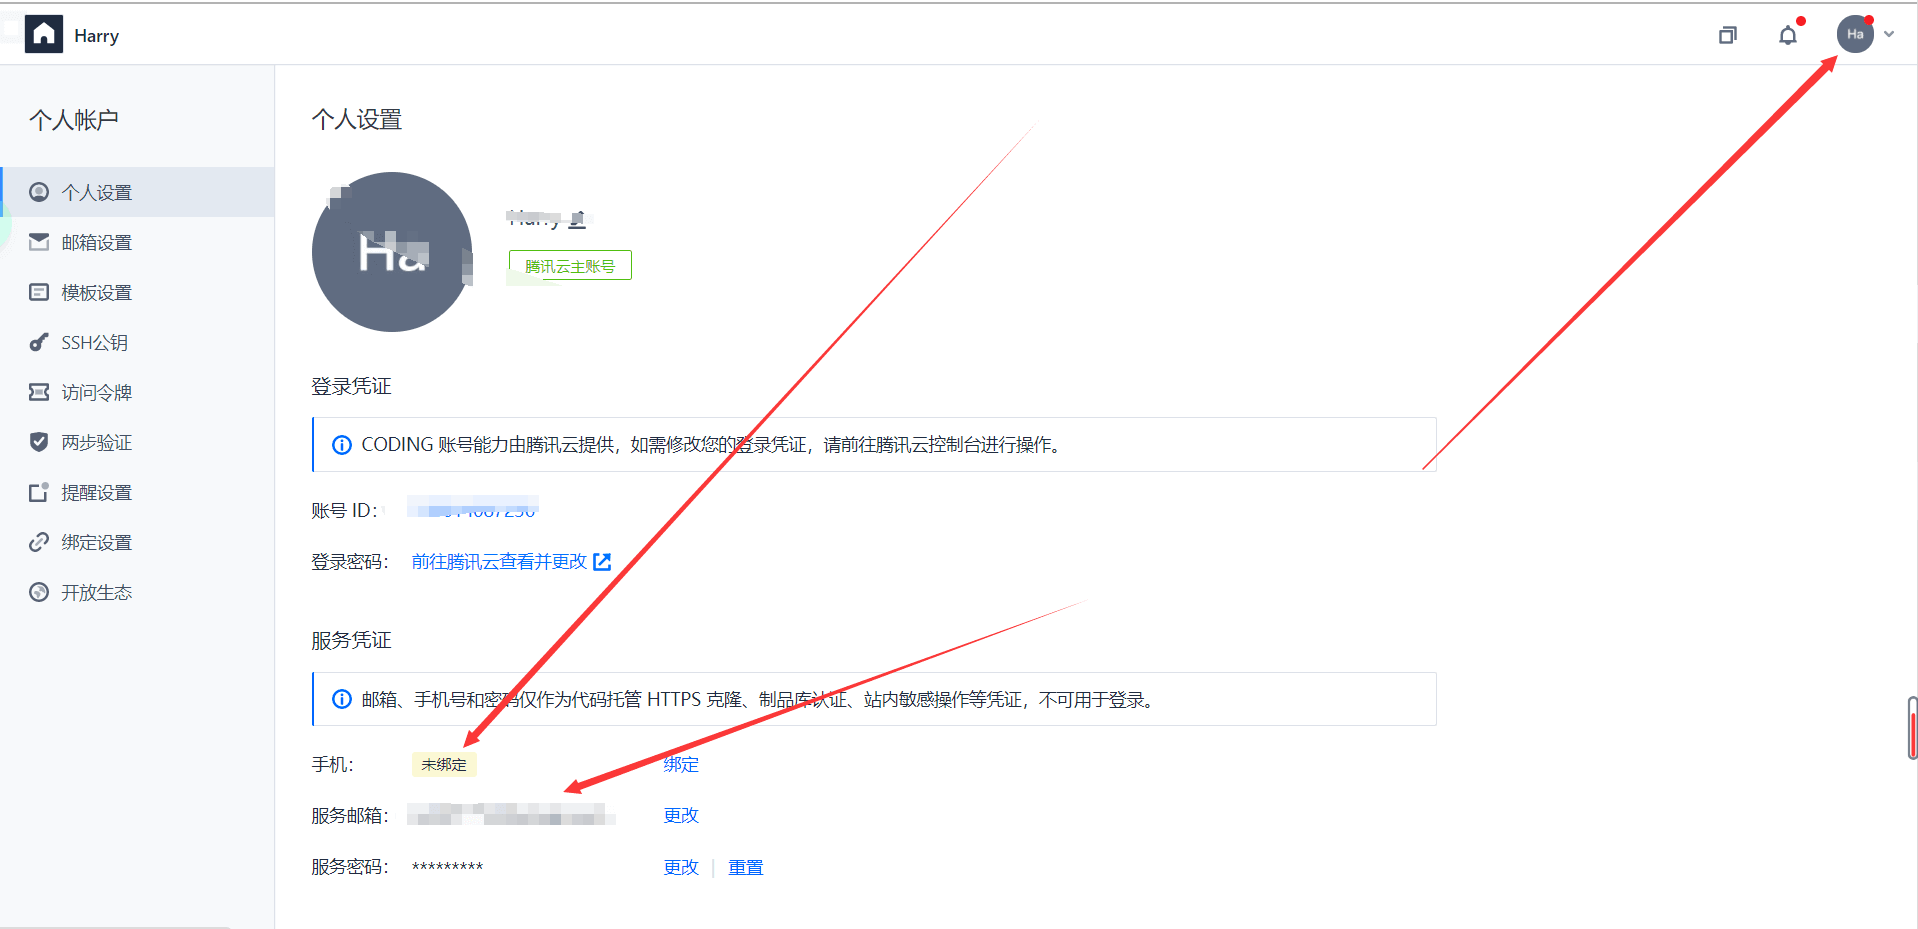 Harry
Ha
个人帐户
个人设置
邮箱设置
模板设置
SSH公钥
访问令牌
两步验证
提醒设置
绑定设置
开放生态
个人设置
Ha
Harry
腾讯云主账号
登录凭证
CODING 账号能力由腾讯云提供，如需修改您的登录凭证，请前往腾讯云控制台进行操作。
账号 ID：
登录密码： 前往腾讯云查看并更改
服务凭证
邮箱、手机号和密码仅作为代码托管 HTTPS 克隆、制品库认证、站内敏感操作等凭证，不可用于登录。
手机： 未绑定 绑定
服务邮箱： 更改
服务密码： ********* 更改 | 重置